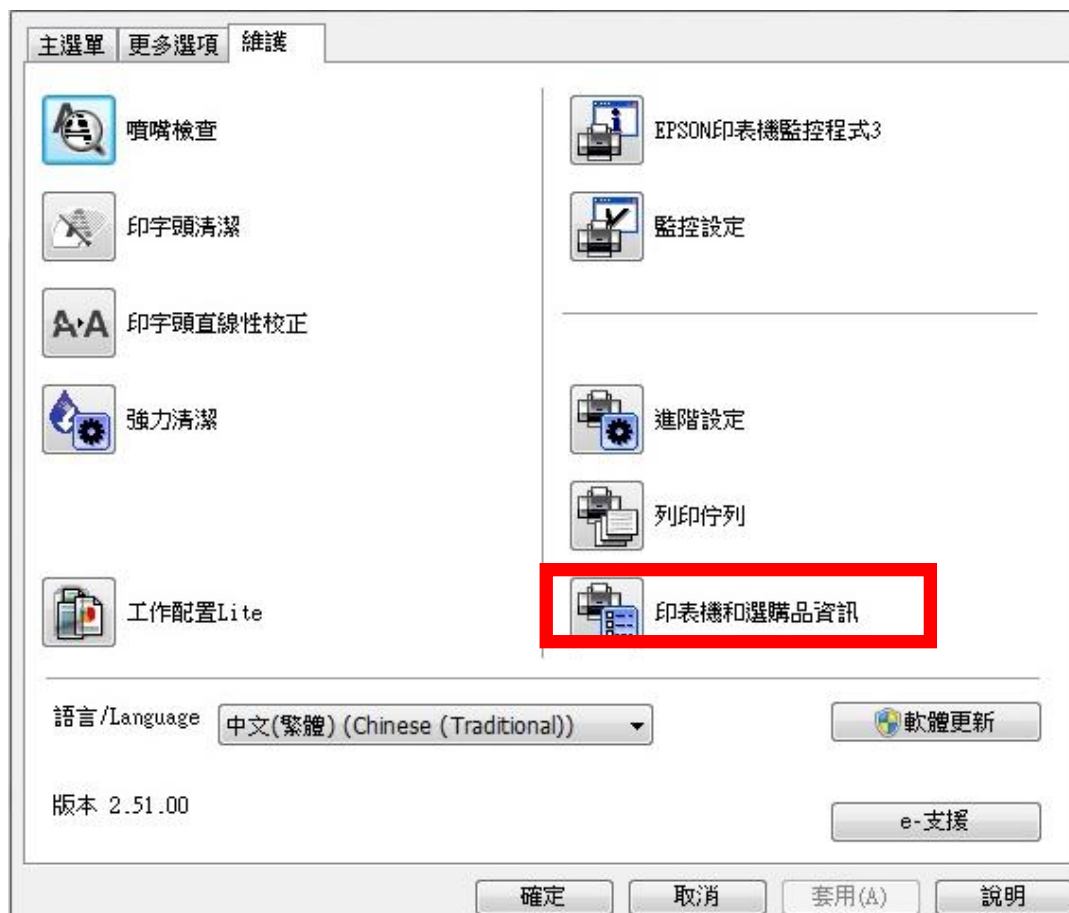 主選單 更多選項 維護
噴嘴檢查
印字頭清潔
A A 印字頭直線性校正
強力清潔
工作配置Lite
EPSON印表機監控程式3
監控設定
進階設定
列印佇列
印表機和選購品資訊
語言/Language 中文(繁體) (Chinese (Traditional)) 軟體更新
版本 2.51.00
e-支援
確定 取消 套用(A) 說明